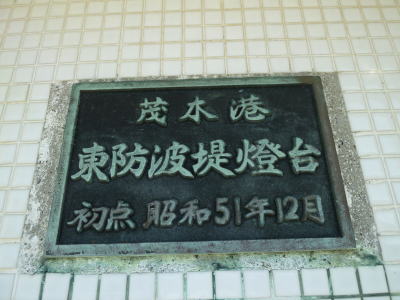 茂木港
東防波堤燈台
初点 昭和51年12月